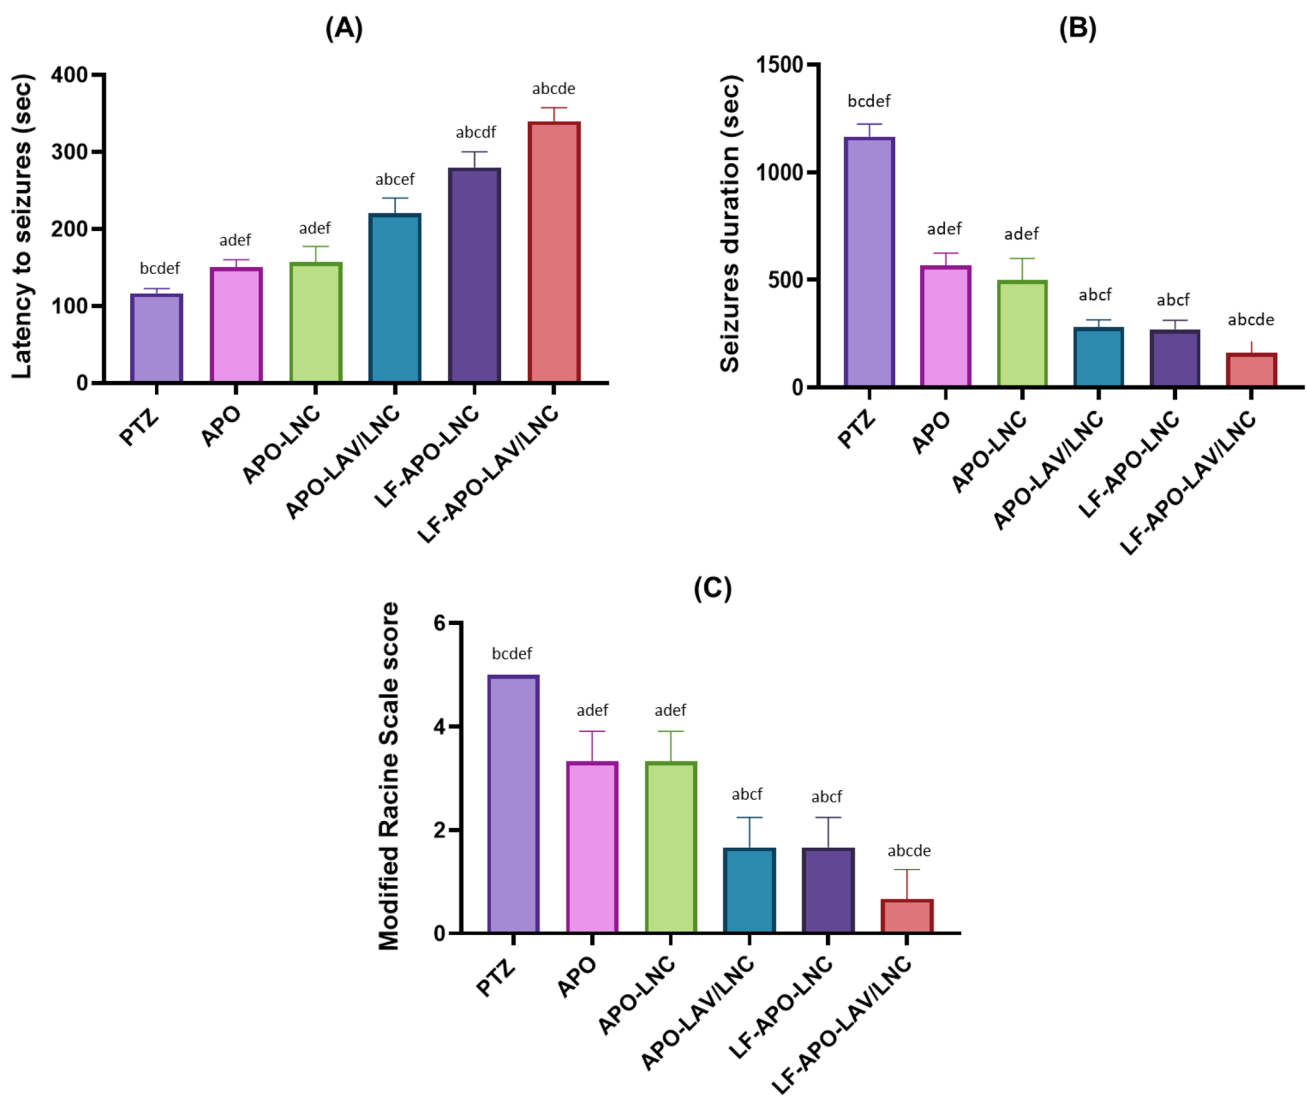 (A)
Latency to seizures (sec)
400
300
200
100
0
bcdef
adef
adef
abcef
abcdf
abcde
PTZ
APO
APO-LNC
APO-LAV/LNC
LF-APO-LNC
LF-APO-LAV/LNC
(B)
Seizures duration (sec)
1500
1000
500
0
bcdef
adef
adef
abcf
abcf
abcde
PTZ
APO
APO-LNC
APO-LAV/LNC
LF-APO-LNC
LF-APO-LAV/LNC
(C)
Modified Racine Scale score
6
4
2
0
bcdef
adef
adef
abcf
abcf
abcde
PTZ
APO
APO-LNC
APO-LAV/LNC
LF-APO-LNC
LF-APO-LAV/LNC